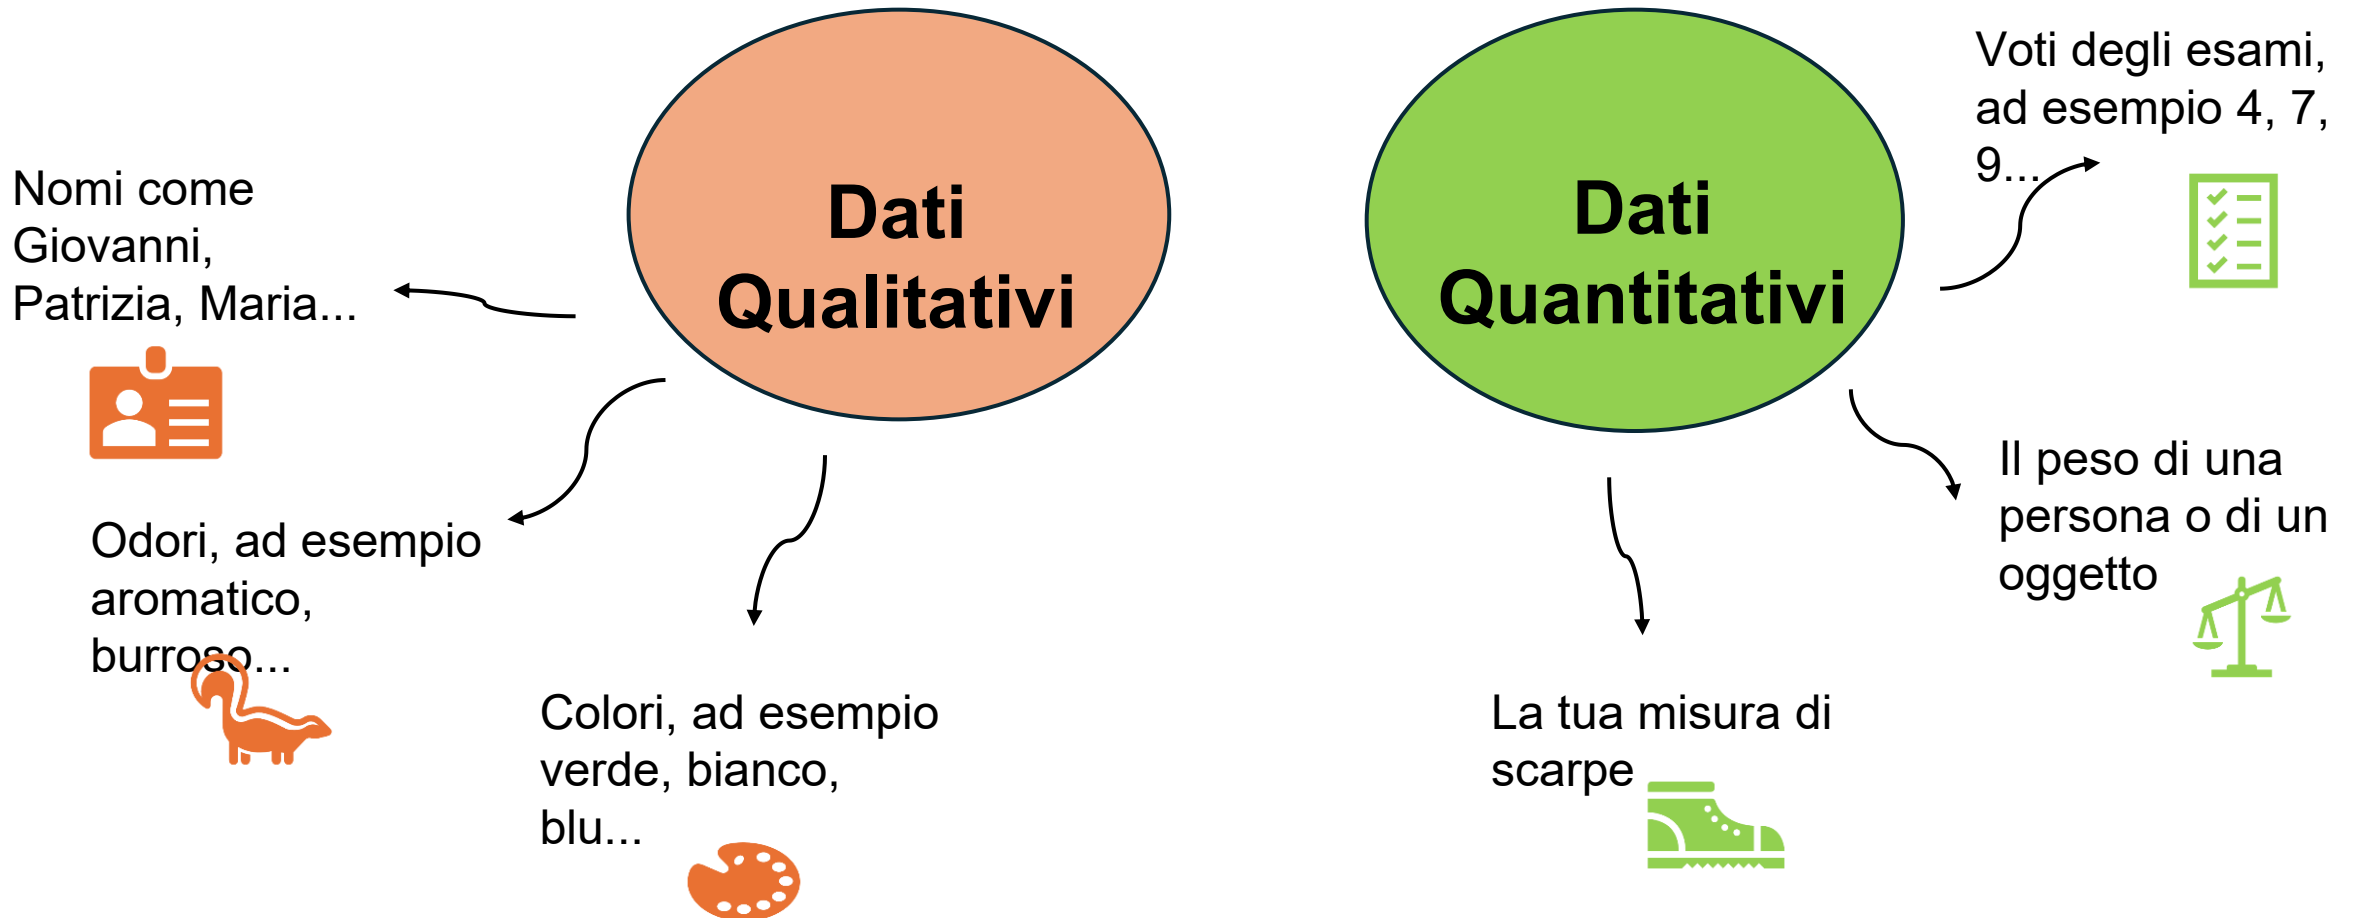 Dati
Qualitativi
Nomi come
Giovanni,
Patrizia, Maria...
Odori, ad esempio
aromatico,
burroso...
Colori, ad esempio
verde, bianco,
blu...
Dati
Quantitativi
Voti degli esami,
ad esempio 4, 7,
9...
Il peso di una
persona o di un
oggetto
La tua misura di
scarpe